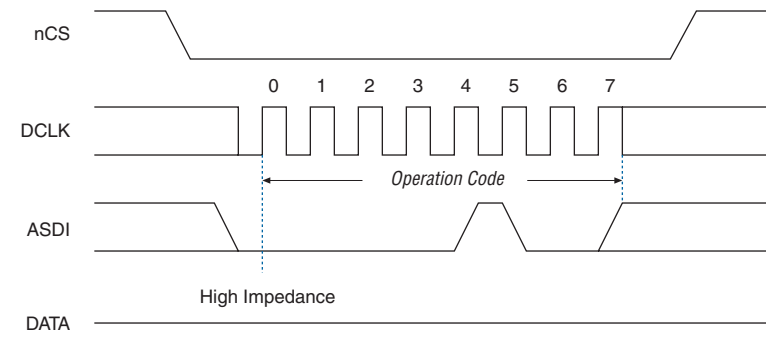 nCS
0 1 2 3 4 5 6 7
DCLK
Operation Code
ASDI
High Impedance
DATA